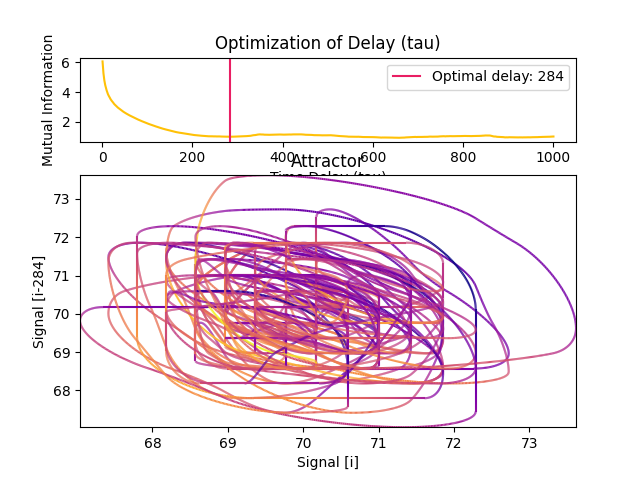 Optimization of Delay (tau)
Mutual Information
6
4
2
Optimal delay: 284
0 200 400 600 800 1000
Time Delay (tau)
Attractor
Signal [i-284]
73
72
71
70
69
68
68 69 70 71 72 73
Signal [i]